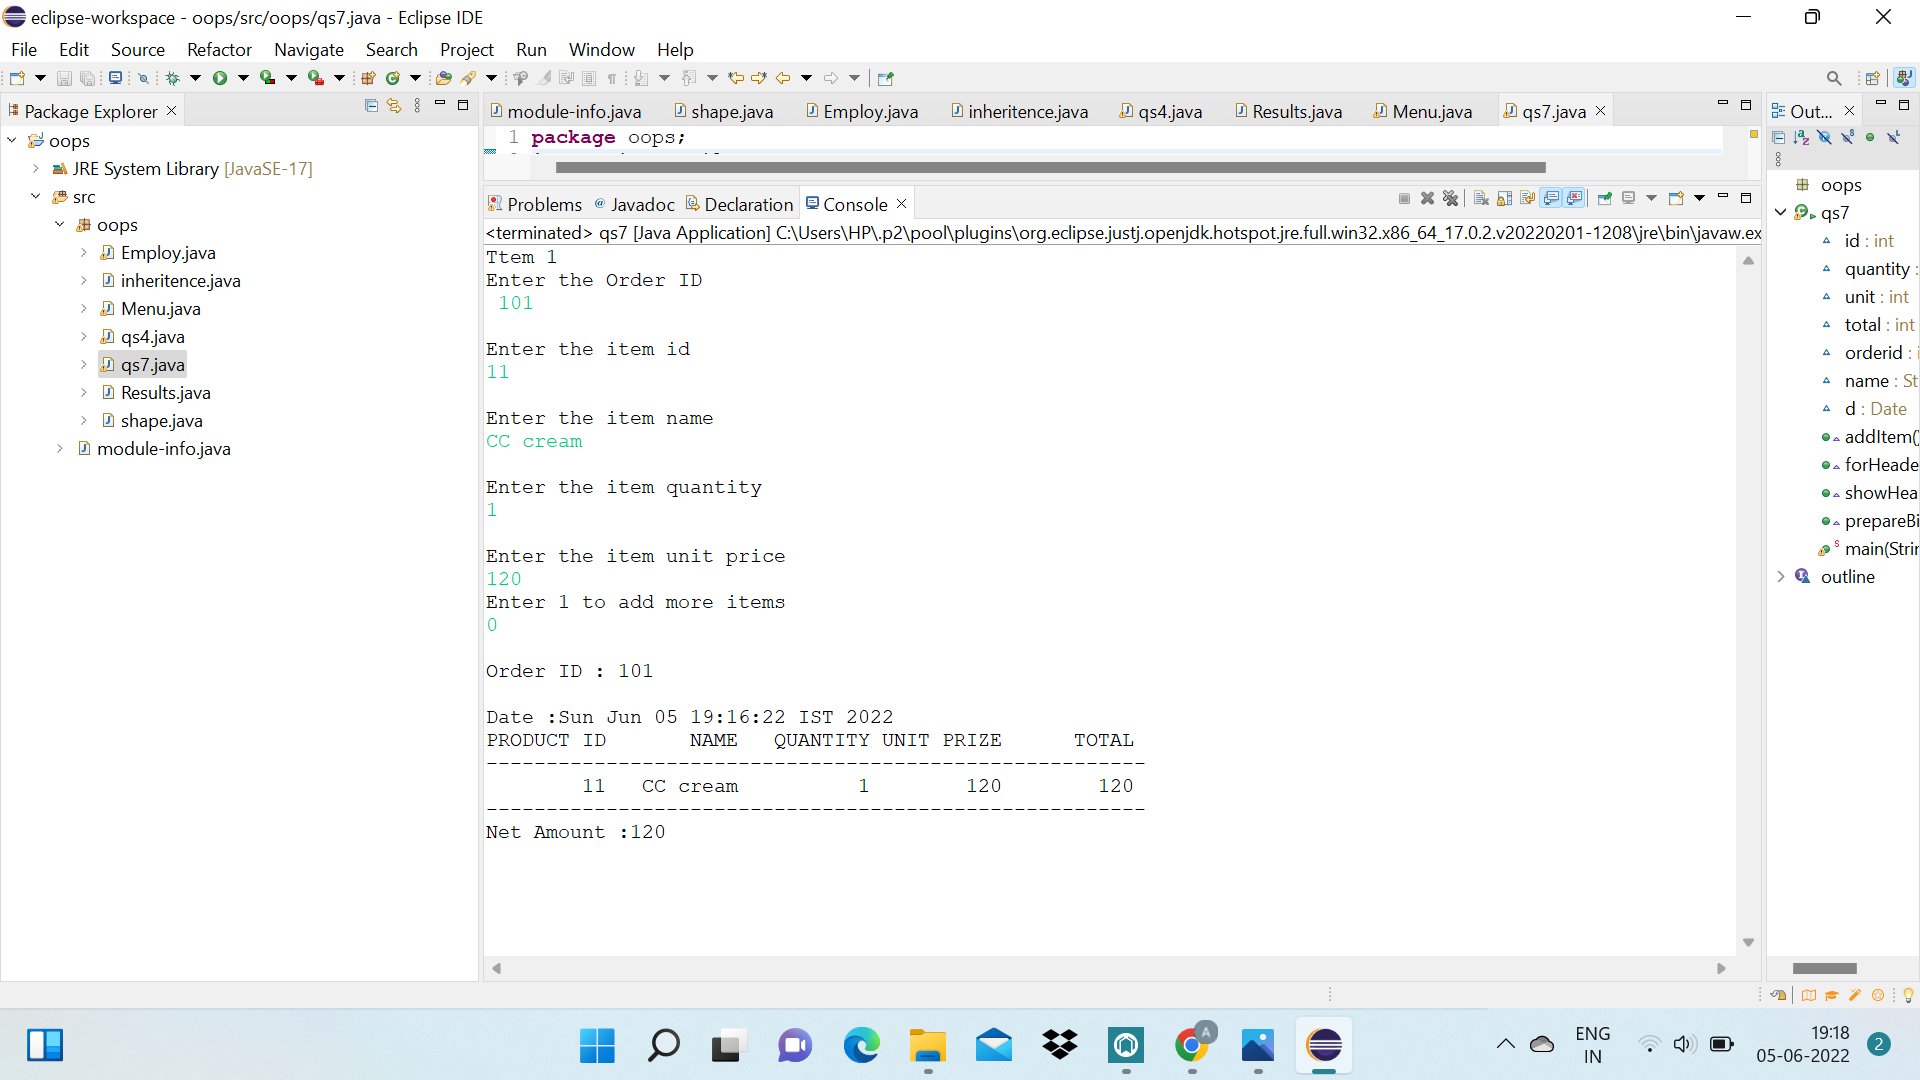 eclipse-workspace - oops/src/oops/qs7.java - Eclipse IDE
File Edit Source Refactor Navigate Search Project Run Window Help
Package Explorer
oops
JRE System Library [JavaSE-17]
src
oops
Employ.java
inheritence.java
Menu.java
qs4.java
qs7.java
Results.java
shape.java
module-info.java
module-info.java shape.java Employ.java inheritence.java qs4.java Results.java Menu.java qs7.java
1 package oops;
Problems @ Javadoc Declaration Console
<terminated> qs7 [Java Application] C:\Users\HP\.p2\pool\plugins\org.eclipse.justj.openjdk.hotspot.jre.full.win32.x86_64_17.0.2.v20220201-1208\jre\bin\javaw.ex
Ttem 1
Enter the Order ID
101
Enter the item id
11
Enter the item name
CC cream
Enter the item quantity
1
Enter the item unit price
120
Enter 1 to add more items
0
Order ID : 101
Date :Sun Jun 05 19:16:22 IST 2022
PRODUCT ID NAME QUANTITY UNIT PRIZE TOTAL
-------------------------------------------------------
11 CC cream 1 120 120
-------------------------------------------------------
Net Amount :120
Out...
oops
qs7
id : int
quantity :
unit : int
total : int
orderid : i
name : St
d : Date
addItem()
forHeade
showHea
prepareBi
main(Strin
outline
A
ENG
IN
19:18
05-06-2022
2